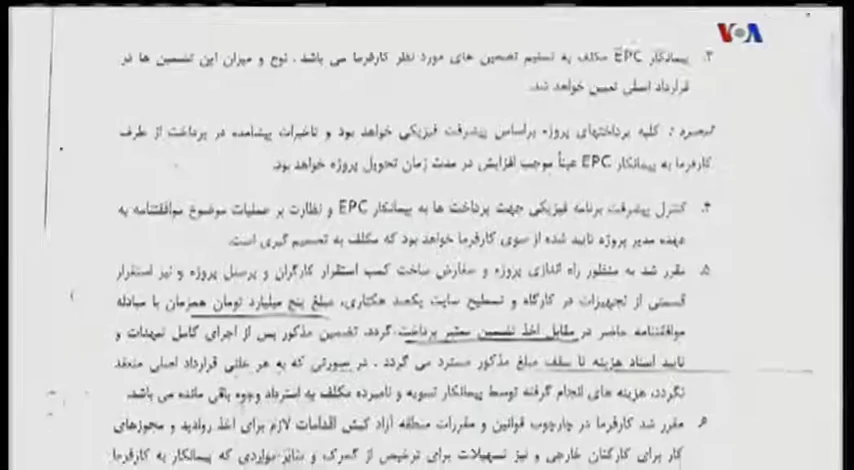 VOA
۳. پیمانکار EPC مکلف به تسلیم تضمین های مورد نظر کارفرما می باشد. نوع و میزان این تضمین ها در
قرارداد اصلی تعیین خواهد شد.
تبصره: کلیه پرداختهای پروژه براساس پیشرفت فیزیکی خواهد بود و تاخیرات پیشامده در پرداخت از طرف
کارفرما به پیمانکار EPC عیناً موجب افزایش در مدت زمان تحویل پروژه خواهد بود.
۴. کنترل پیشرفت برنامه فیزیکی جهت پرداخت ها به پیمانکار EPC و نظارت بر عملیات موضوع موافقتنامه به
عهده مدیر پروژه تایید شده از سوی کارفرما خواهد بود که مکلف به تصمیم گیری است.
۵. مقرر شد به منظور راه اندازی پروژه و سفارش ساخت کمپ استقرار کارگران و پرسنل پروژه و نیز استقرار
قسمتی از تجهیزات در کارگاه و تسطیح سایت یکصد هکتاری، مبلغ پنج میلیارد تومان همزمان با مبادله
موافقتنامه حاضر در مقابل اخذ تضمین معتبر پرداخت گردد. تضمین مذکور پس از اجرای کامل تعهدات و
تایید اسناد هزینه تا سقف مبلغ مذکور مسترد می گردد. در صورتی که به هر علتی قرارداد اصلی منعقد
نگردد، هزینه های انجام گرفته توسط پیمانکار تسویه و نامبرده مکلف به استرداد وجوه باقی مانده می باشد.
۶ مقرر شد کارفرما در چارچوب قوانین و مقررات منطقه آزاد کیش اقدامات لازم برای اخذ روادید و مجوزهای
کار برای کارکنان خارجی و نیز تسهیلات برای ترخیص از گمرک و سایر مواردی که پیمانکار به کارفرما